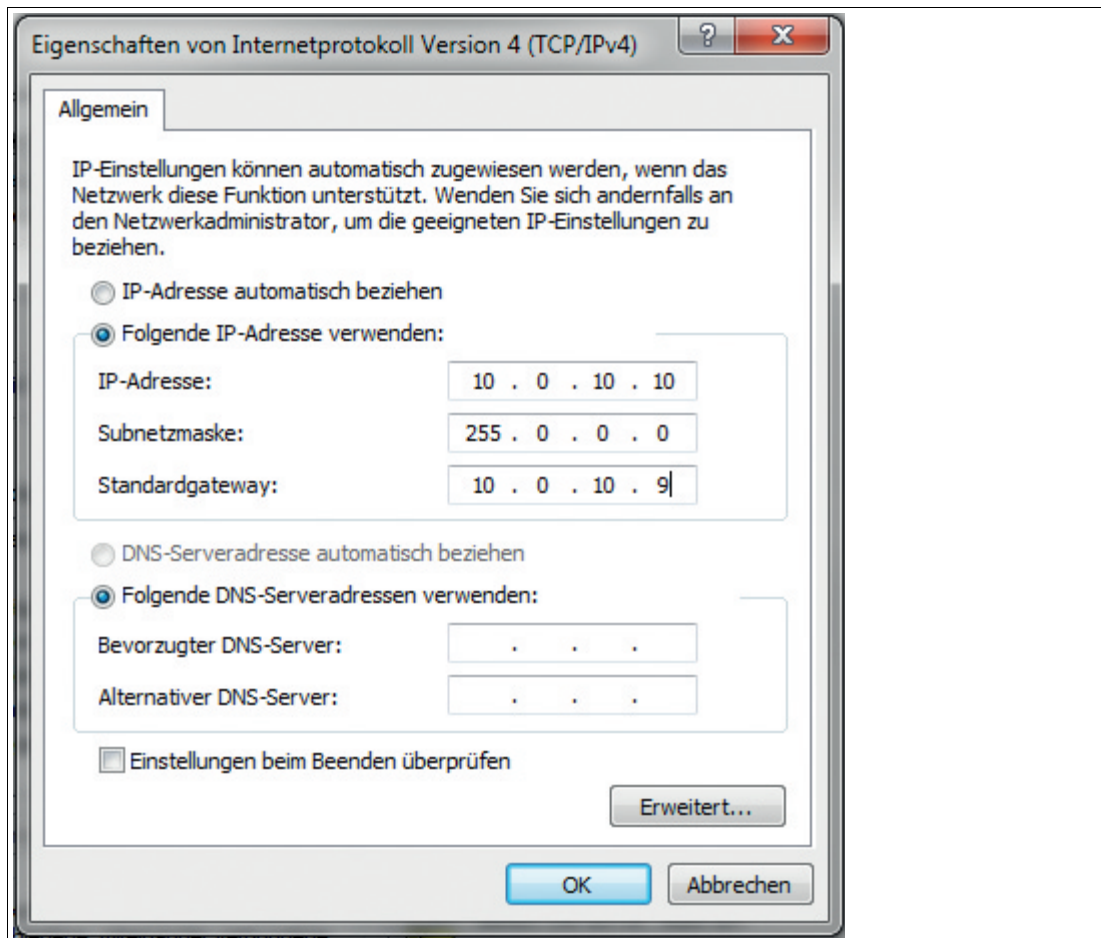 Eigenschaften von Internetprotokoll Version 4 (TCP/IPv4)
Allgemein
IP-Einstellungen können automatisch zugewiesen werden, wenn das
Netzwerk diese Funktion unterstützt. Wenden Sie sich andernfalls an
den Netzwerkadministrator, um die geeigneten IP-Einstellungen zu
beziehen.
IP-Adresse automatisch beziehen
Folgende IP-Adresse verwenden:
IP-Adresse: 10 . 0 . 10 . 10
Subnetzmaske: 255 . 0 . 0 . 0
Standardgateway: 10 . 0 . 10 . 9
DNS-Serveradresse automatisch beziehen
Folgende DNS-Serveradressen verwenden:
Bevorzugter DNS-Server: . . .
Alternativer DNS-Server: . . .
Einstellungen beim Beenden überprüfen
Erweitert...
OK Abbrechen